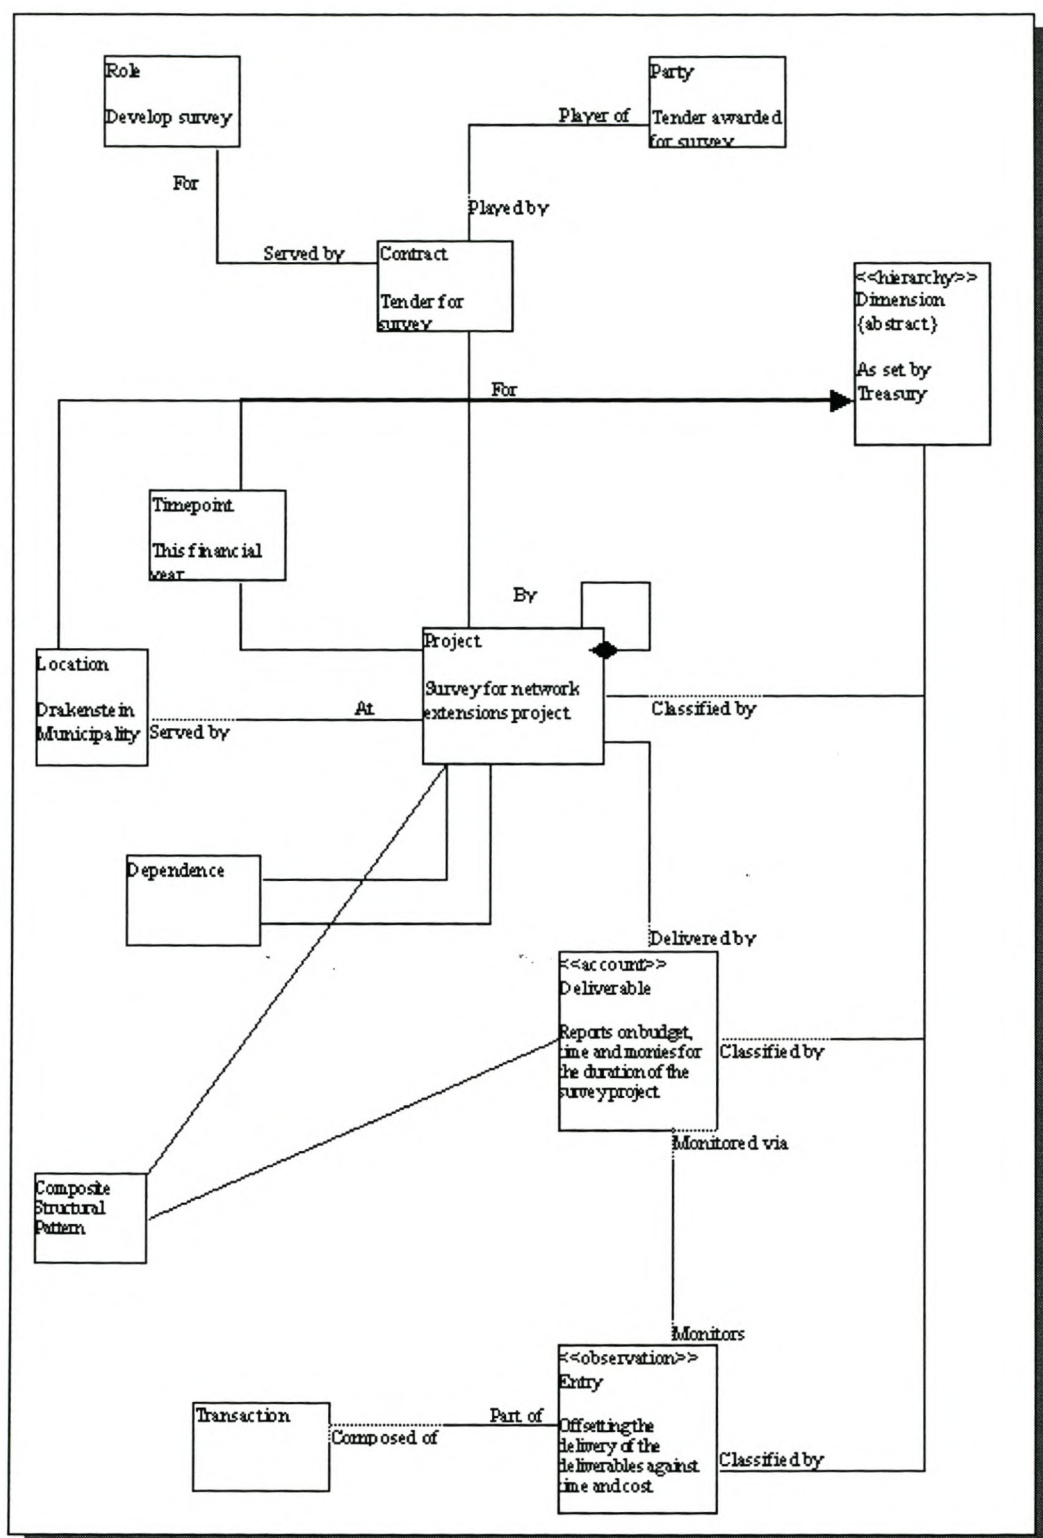 Role
Develop survey
Party
Tender awarded
for survey
Player of
For
Played by
Served by
Contract
Tender for
survey
<<hierarchy>>
Dimension
{abstract}
As set by
Treasury
For
Timepoint
This financial
year
By
Project
Survey for network
extensions project
Location
Drakenstein
Municipality
At
Served by
Classified by
Dependence
Delivered by
<<account>>
Deliverable
Reports on budget,
time and monies for
the duration of the
survey project
Classified by
Monitored via
Composite
Structural
Pattern
Monitors
<<observation>>
Entry
Offsetting the
delivery of the
deliverables against
time and cost
Transaction
Part of
Composed of
Classified by